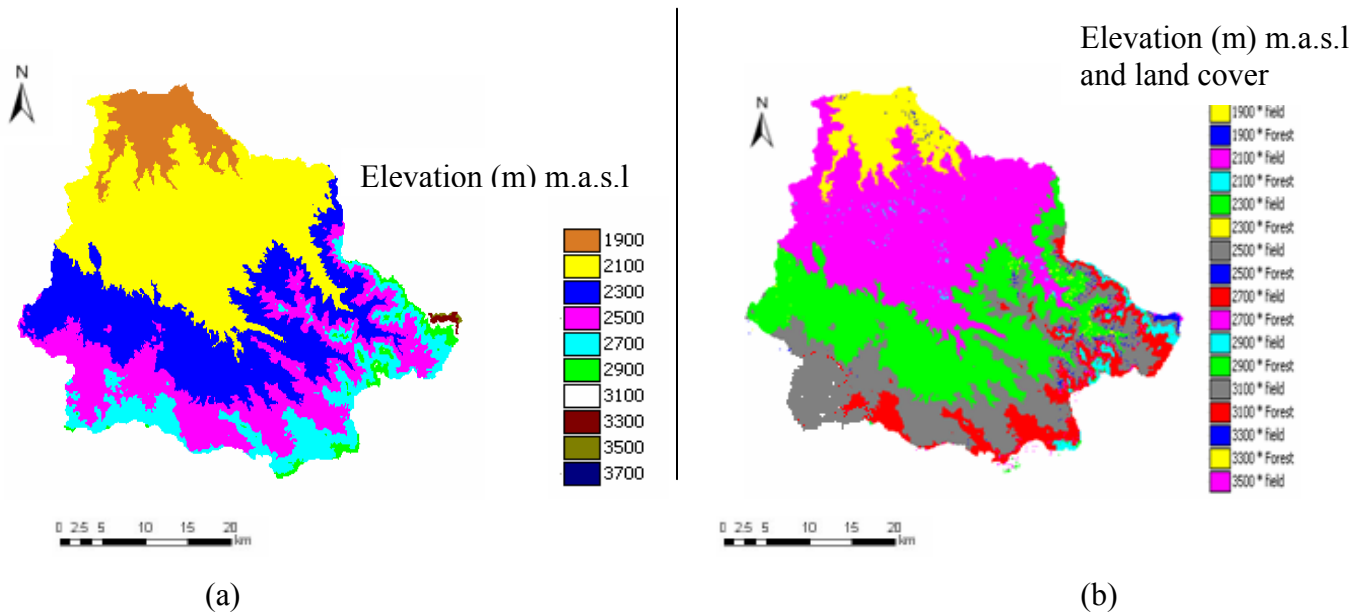 N
Elevation (m) m.a.s.l
1900
2100
2300
2500
2700
2900
3100
3300
3500
3700
0 2.5 5 10 15 20
km
(a)
Elevation (m) m.a.s.l
and land cover
N
1900 * field
1900 * Forest
2100 * field
2100 * Forest
2300 * field
2300 * Forest
2500 * field
2500 * Forest
2700 * field
2700 * Forest
2900 * field
2900 * Forest
3100 * field
3100 * Forest
3300 * field
3300 * Forest
3500 * field
0 2.5 5 10 15 20
km
(b)